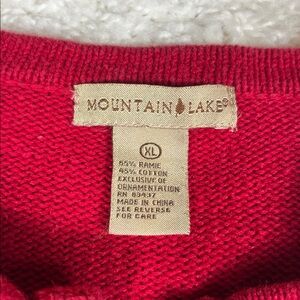 MOUNTAIN LAKE®
XL
55% RAMIE
45% COTTON
EXCLUSIVE OF
ORNAMENTATION
RN 89437
MADE IN CHINA
SEE REVERSE
FOR CARE